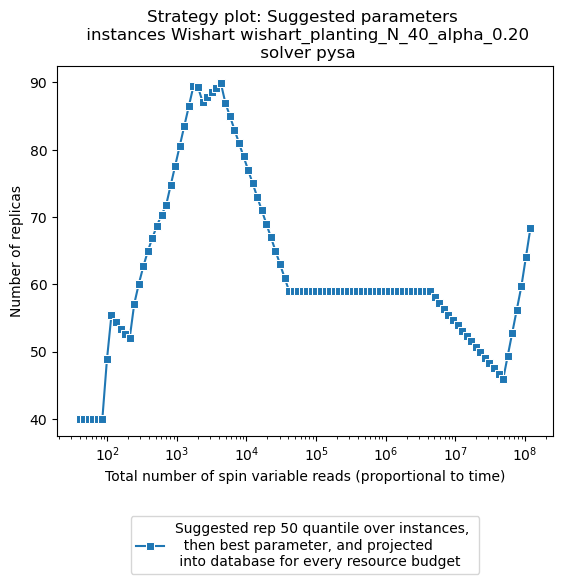 Strategy plot: Suggested parameters
instances Wishart wishart_planting_N_40_alpha_0.20
solver pysa
90
80
70
60
50
40
Number of replicas
10²
10³
10⁴
10⁵
10⁶
10⁷
10⁸
Total number of spin variable reads (proportional to time)
Suggested rep 50 quantile over instances,
then best parameter, and projected
into database for every resource budget